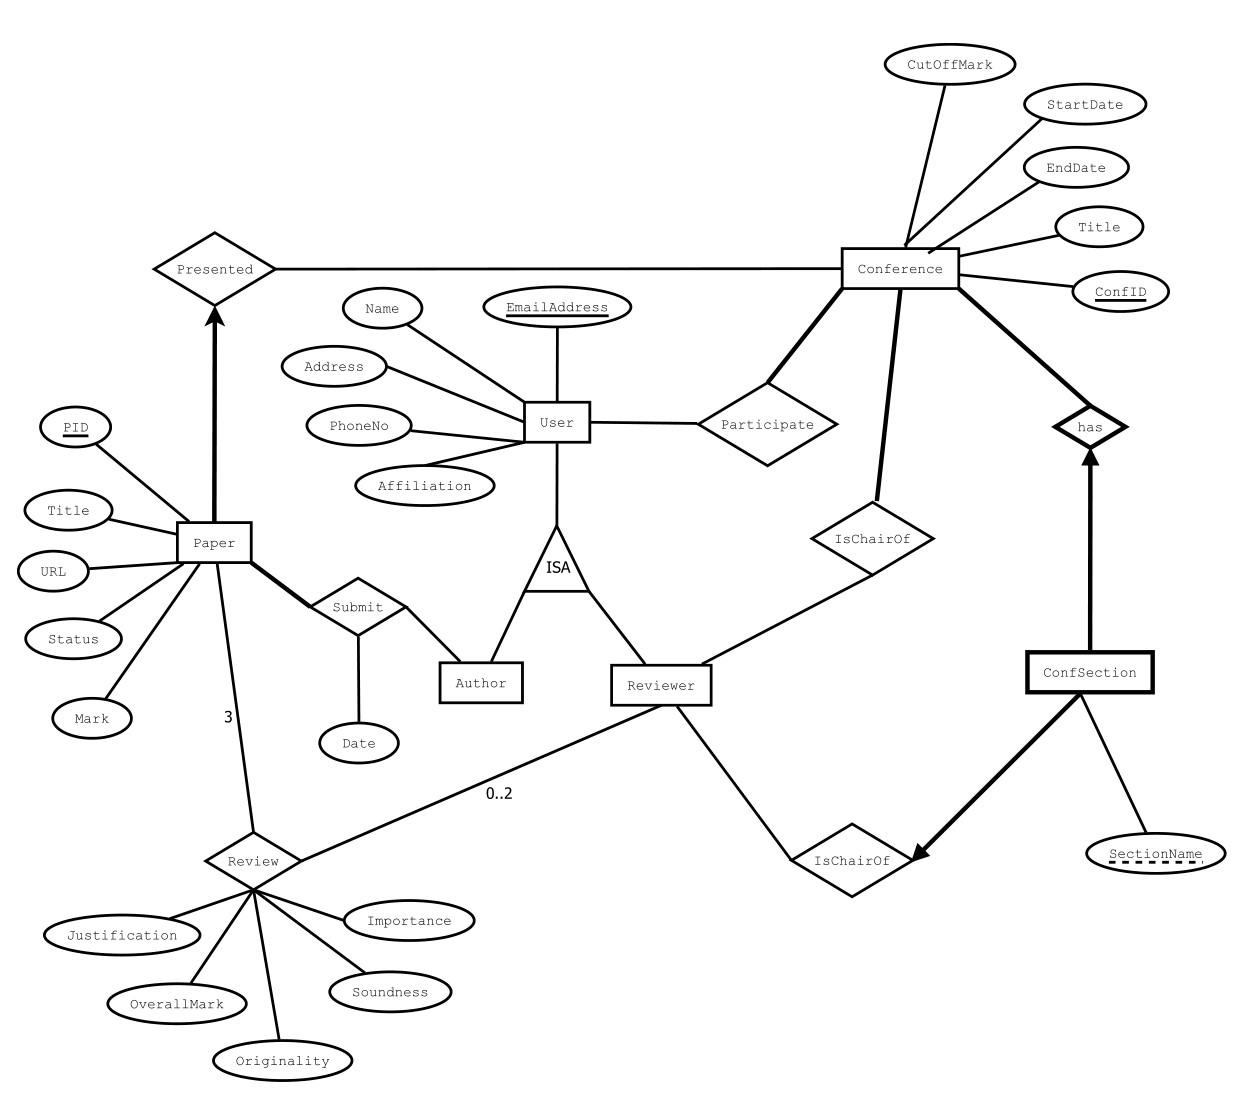 CutOffMark
StartDate
EndDate
Title
Presented
Conference
ConfID
Name
EmailAddress
Address
PhoneNo
User
Participate
has
PID
Affiliation
Title
Paper
IsChairOf
URL
ISA
Submit
Status
Author
Reviewer
ConfSection
Mark
3
Date
0..2
Review
IsChairOf
SectionName
Justification
Importance
OverallMark
Soundness
Originality